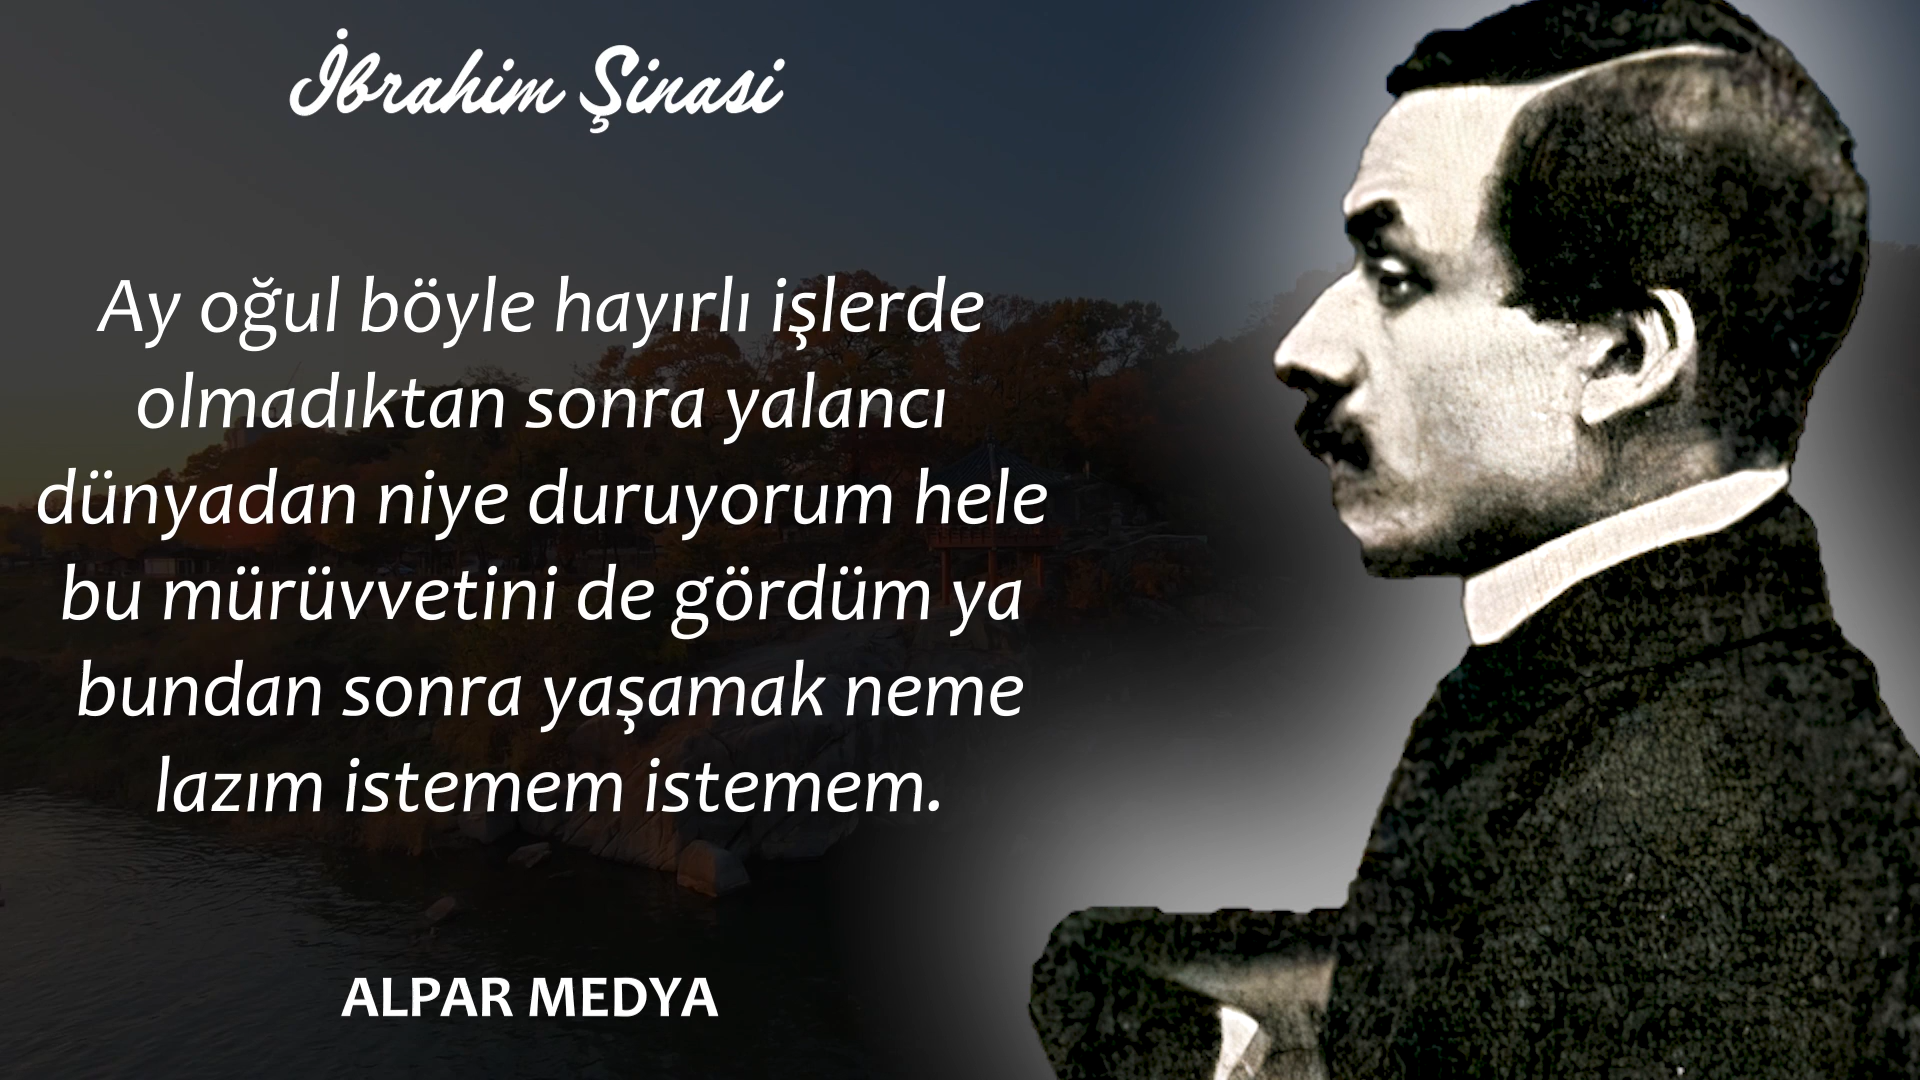 İbrahim Şinasi
Ay oğul böyle hayırlı işlerde
olmadıktan sonra yalancı
dünyadan niye duruyorum hele
bu mürüvvetini de gördüm ya
bundan sonra yaşamak neme
lazım istemem istemem.
ALPAR MEDYA